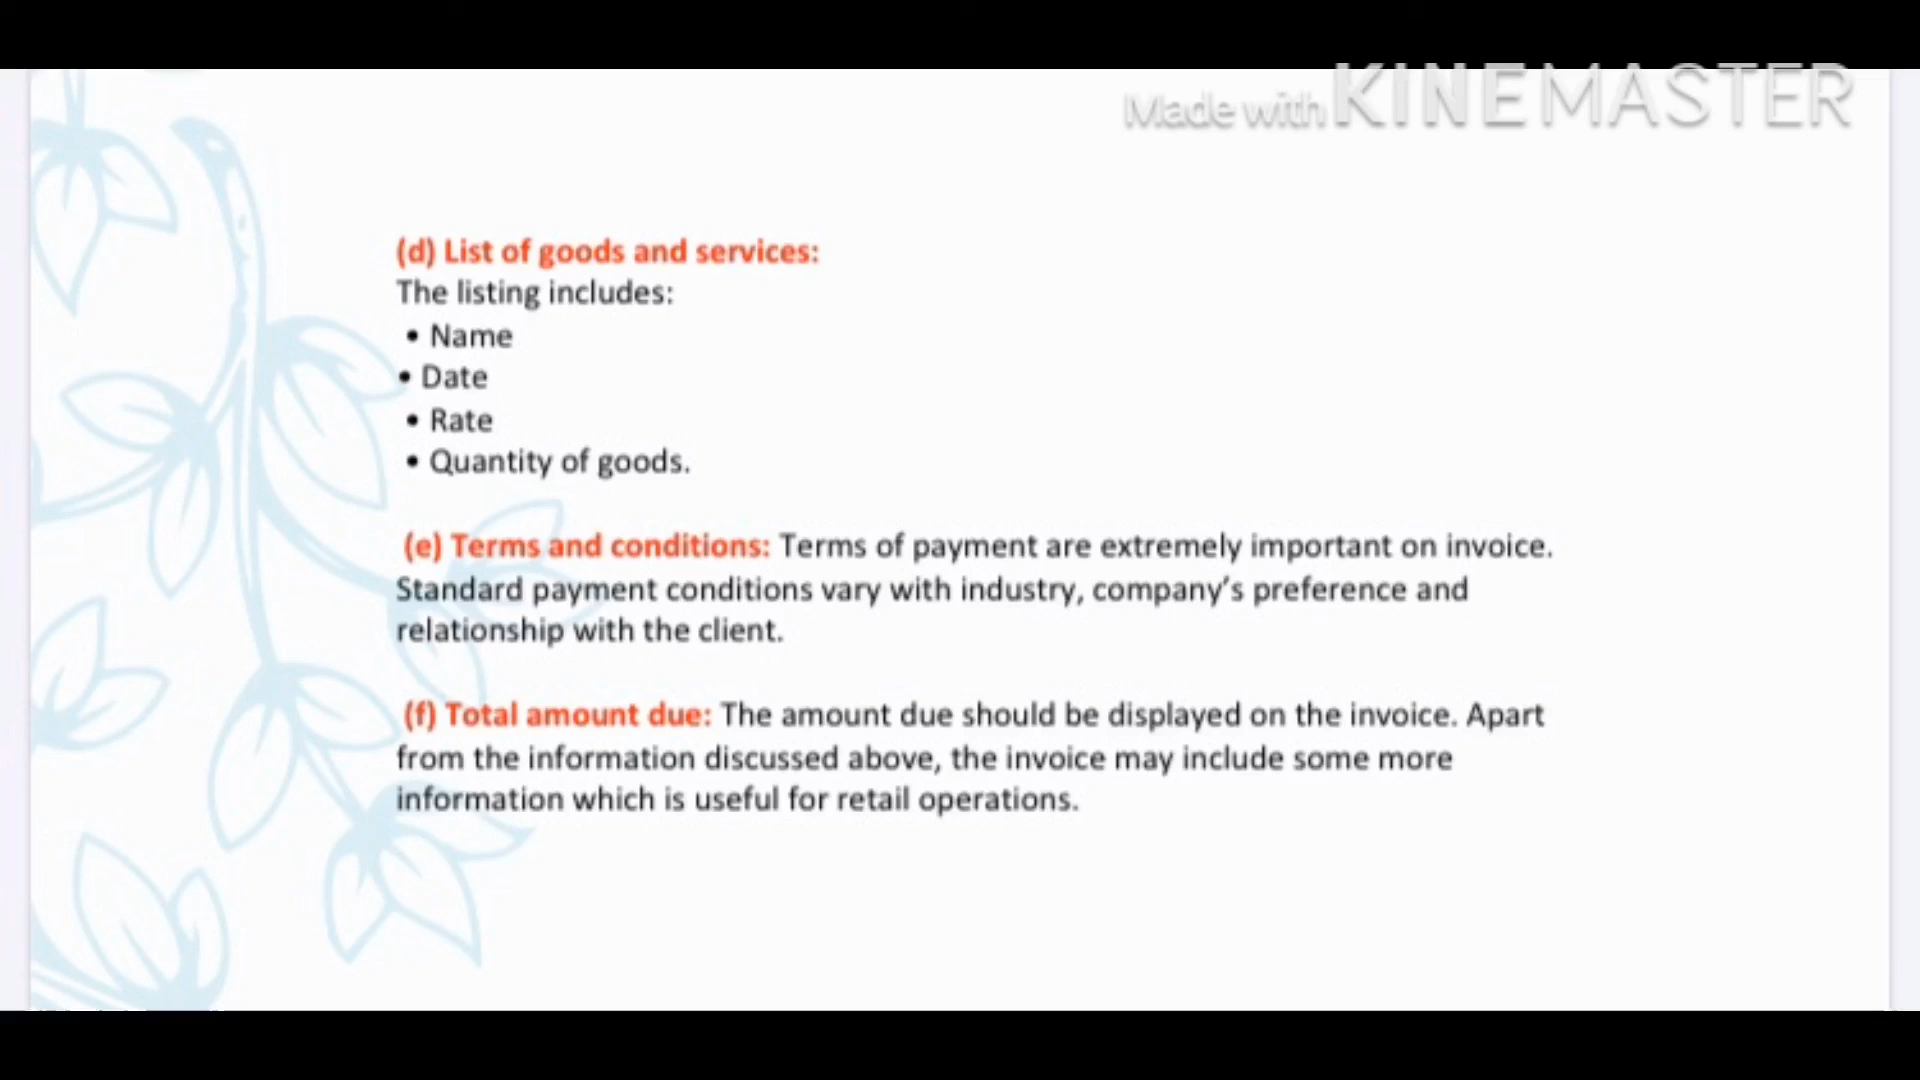 Made with KINEMASTER
(d) List of goods and services:
The listing includes:
• Name
• Date
• Rate
• Quantity of goods.
(e) Terms and conditions: Terms of payment are extremely important on invoice.
Standard payment conditions vary with industry, company’s preference and
relationship with the client.
(f) Total amount due: The amount due should be displayed on the invoice. Apart
from the information discussed above, the invoice may include some more
information which is useful for retail operations.